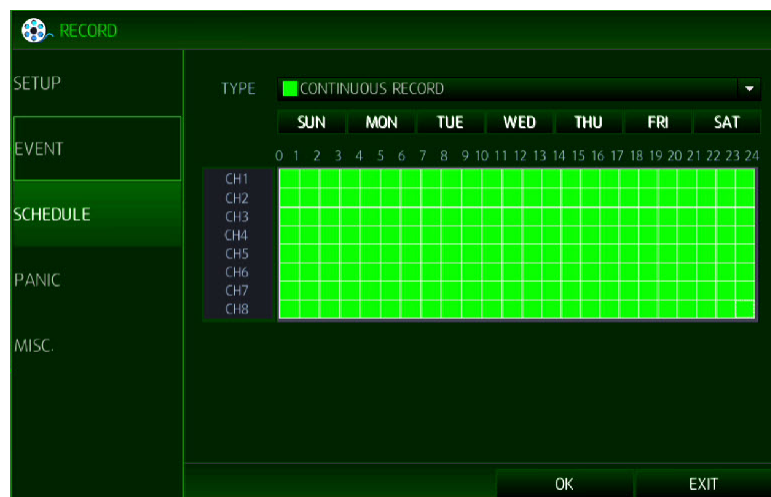 RECORD
SETUP
EVENT
SCHEDULE
PANIC
MISC.
TYPE CONTINUOUS RECORD
SUN MON TUE WED THU FRI SAT
0 1 2 3 4 5 6 7 8 9 10 11 12 13 14 15 16 17 18 19 20 21 22 23 24
CH1
CH2
CH3
CH4
CH5
CH6
CH7
CH8
OK EXIT